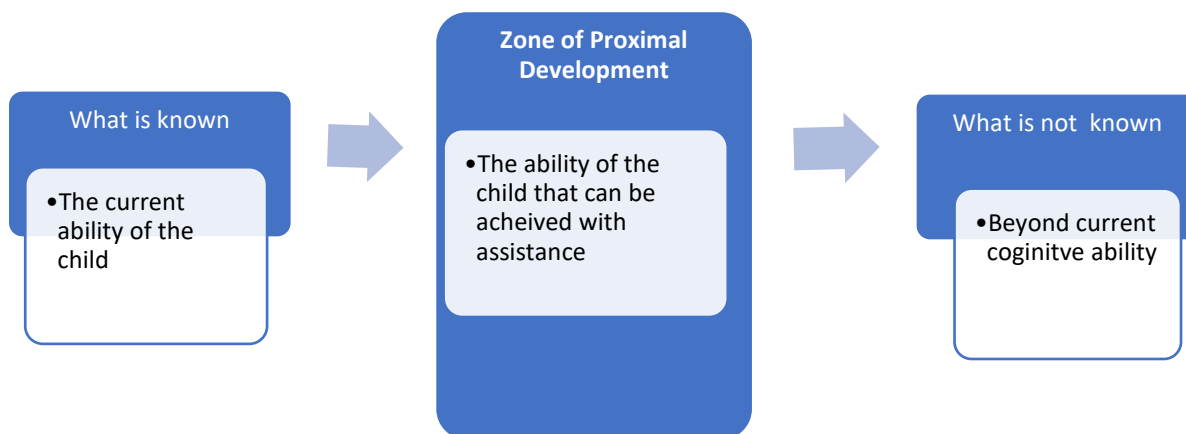 What is known
•The current
ability of the
child
Zone of Proximal
Development
•The ability of the
child that can be
acheived with
assistance
What is not  known
•Beyond current
coginitve ability